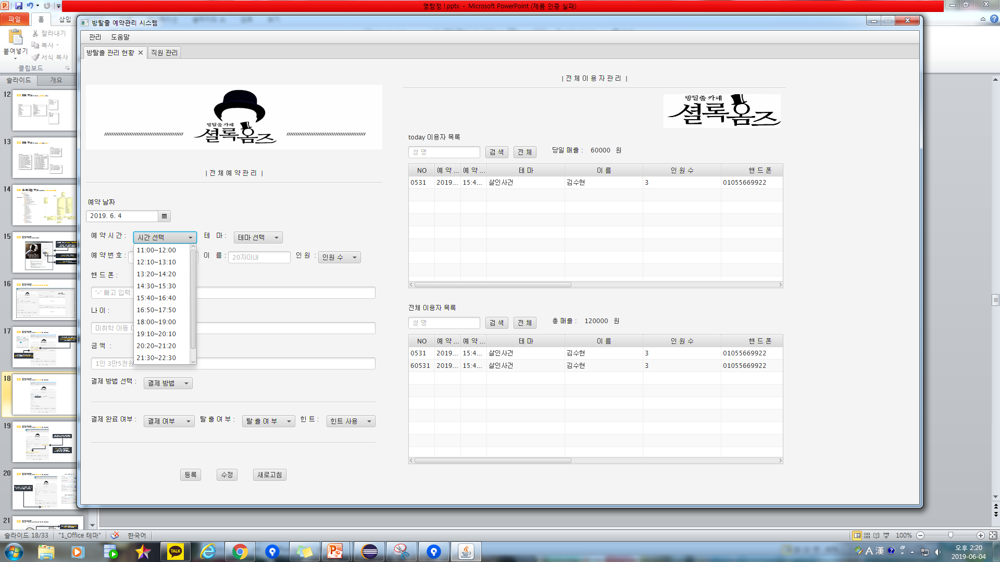 명탐정 !.pptx - Microsoft PowerPoint (제품 인증 실패)
파일
홈
삽입
붙여넣기
잘라내기
복사
서식 복사
클립보드
슬라이드
개요
12
13
14
15
16
17
18
19
20
21
방탈출 예약관리 시스템
관리 도움말
방탈출 관리 현황
직원 관리
방탈출 카페
셜록홈즈
| 전 체 예 약 관 리 |
예약 날짜
2019. 6. 4
예 약 시 간 :
시간 선택
테 마 :
테마 선택
11:00~12:00
12:10~13:10
13:20~14:20
14:30~15:30
15:40~16:40
16:50~17:50
18:00~19:00
19:10~20:10
20:20~21:20
21:30~22:30
예 약 번 호 :
이 름 :
20자이내
인 원 :
인원 수
핸 드 폰 :
'-' 빼고 입력
나 이 :
미취학 아동
금 액 :
1인 3만5천원
결제 방법 선택 :
결제 방법
결제 완료 여부 :
결제 여부
탈 출 여 부 :
탈 출 여 부
힌 트 :
힌트 사용
등록
수정
새로고침
| 전 체 이 용 자 관 리 |
방탈출 카페
셜록홈즈
today 이용자 목록
성 명
검 색
전 체
당일 매출 : 60000 원
NO 예 약 ... 예 약 ... 테 마 이 름 인 원 수 핸 드 폰
0531 2019... 15:4... 살인사건 김수현 3 01055669922
전체 이용자 목록
성 명
검 색
전 체
총 매출 : 120000 원
NO 예 약 ... 예 약 ... 테 마 이 름 인 원 수 핸 드 폰
0531 2019... 15:4... 살인사건 김수현 3 01055669922
60531 2019... 15:4... 살인사건 김수현 3 01055669922
슬라이드 18/33
"1_Office 테마"
한국어
100%
TALK
A 漢
오후 2:20
2019-06-04